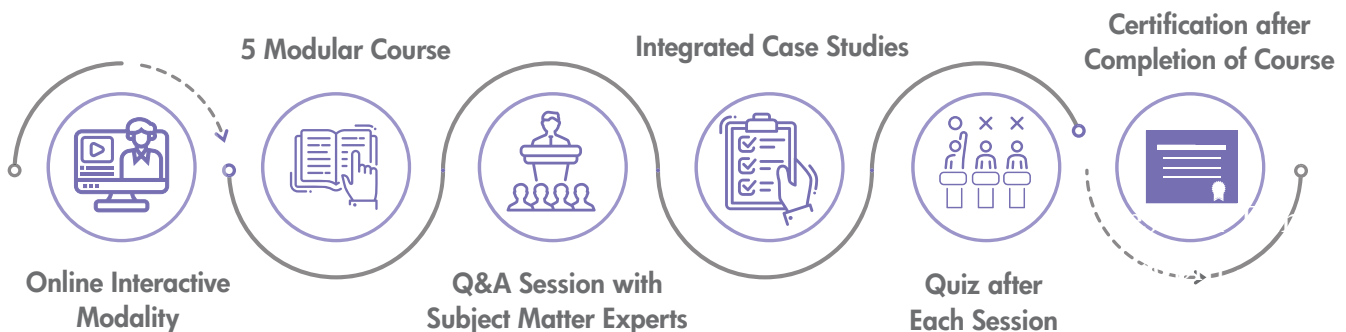 Online Interactive
Modality
5 Modular Course
Q&A Session with
Subject Matter Experts
Integrated Case Studies
Quiz after
Each Session
Certification after
Completion of Course